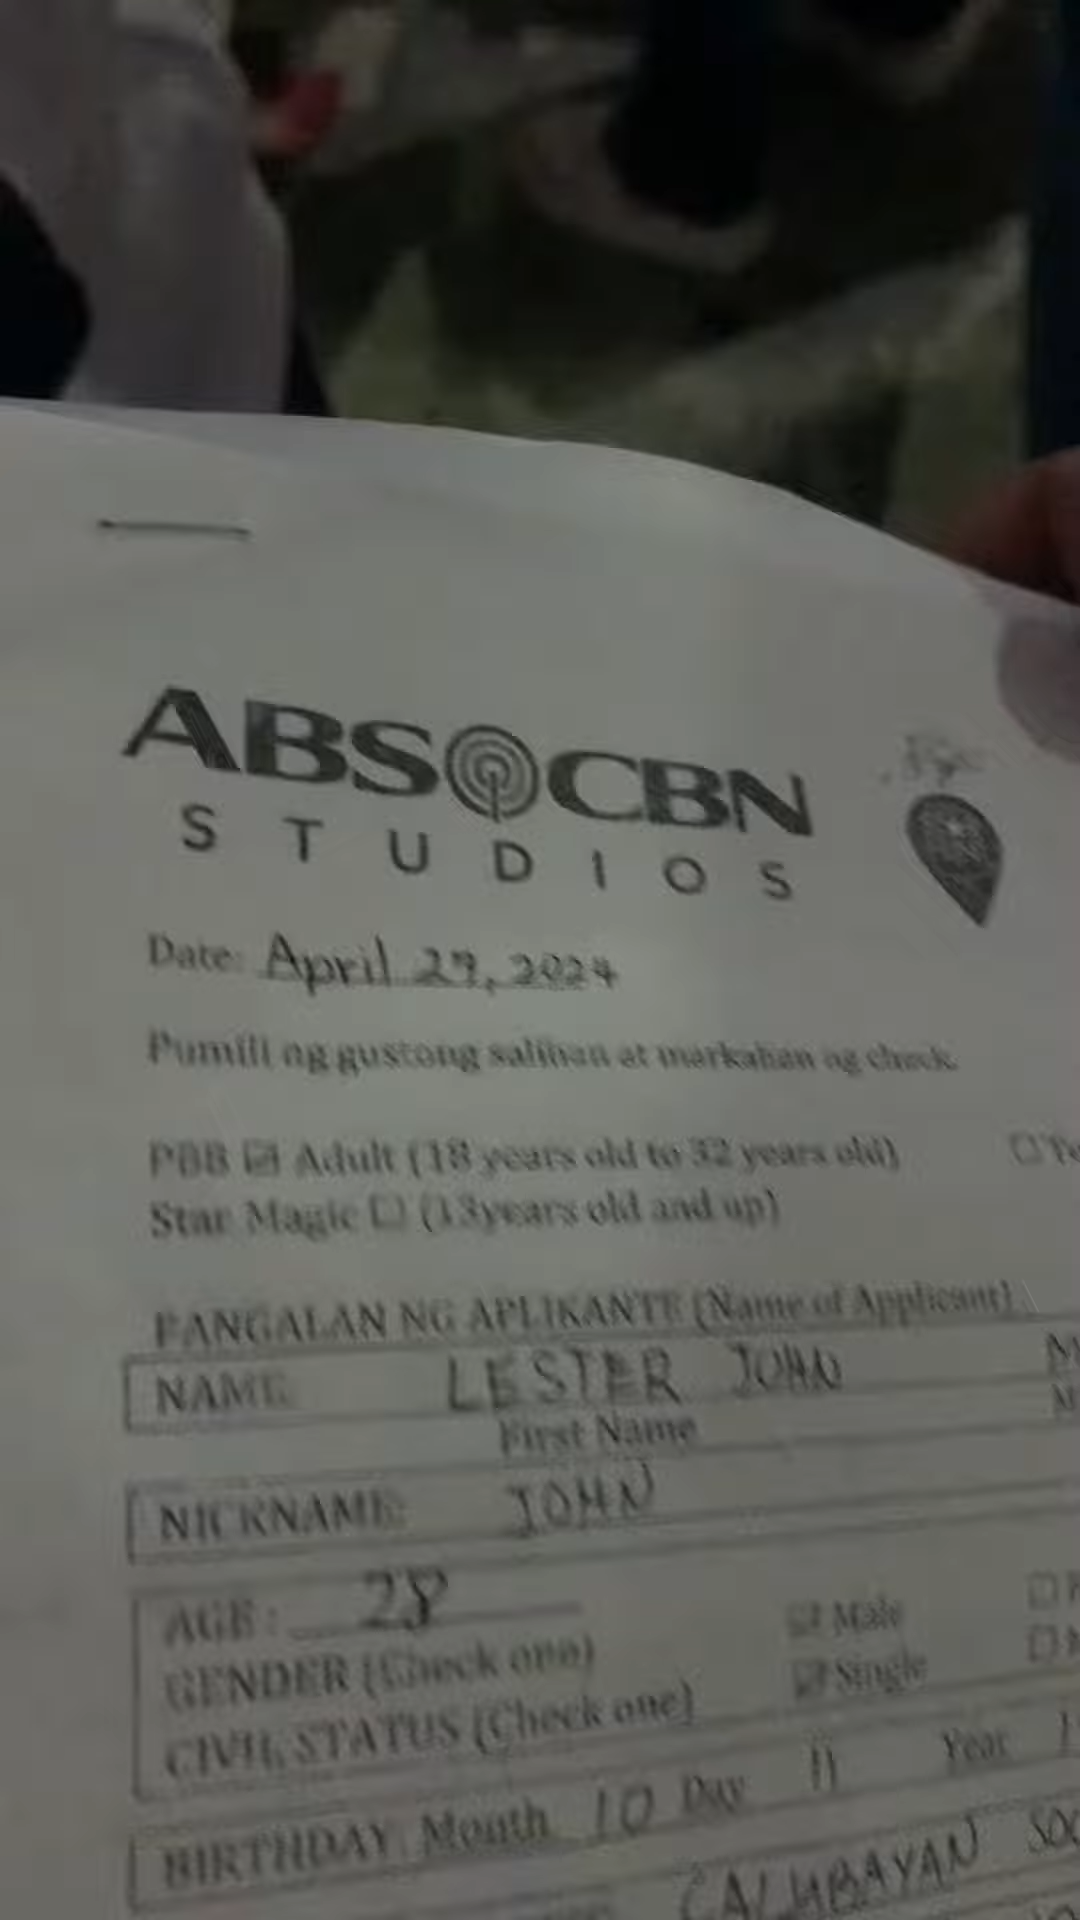 ABS CBN
STUDIOS
Date: April 27, 2024
Pumili ng gustong salihan at markahan ng check.
PBB ☑ Adult (18 years old to 32 years old) ☐ Te
Star Magic ☐ (13years old and up)
PANGALAN NG APLIKANTE (Name of Applicant)
NAME: LESTER JOHN M
First Name M
NICKNAME: JOHN
AGE: 28
GENDER (Check one) ☑ Male ☐ F
CIVIL STATUS (Check one) ☑ Single ☐ M
BIRTHDAY Month 10 Day 11 Year 1